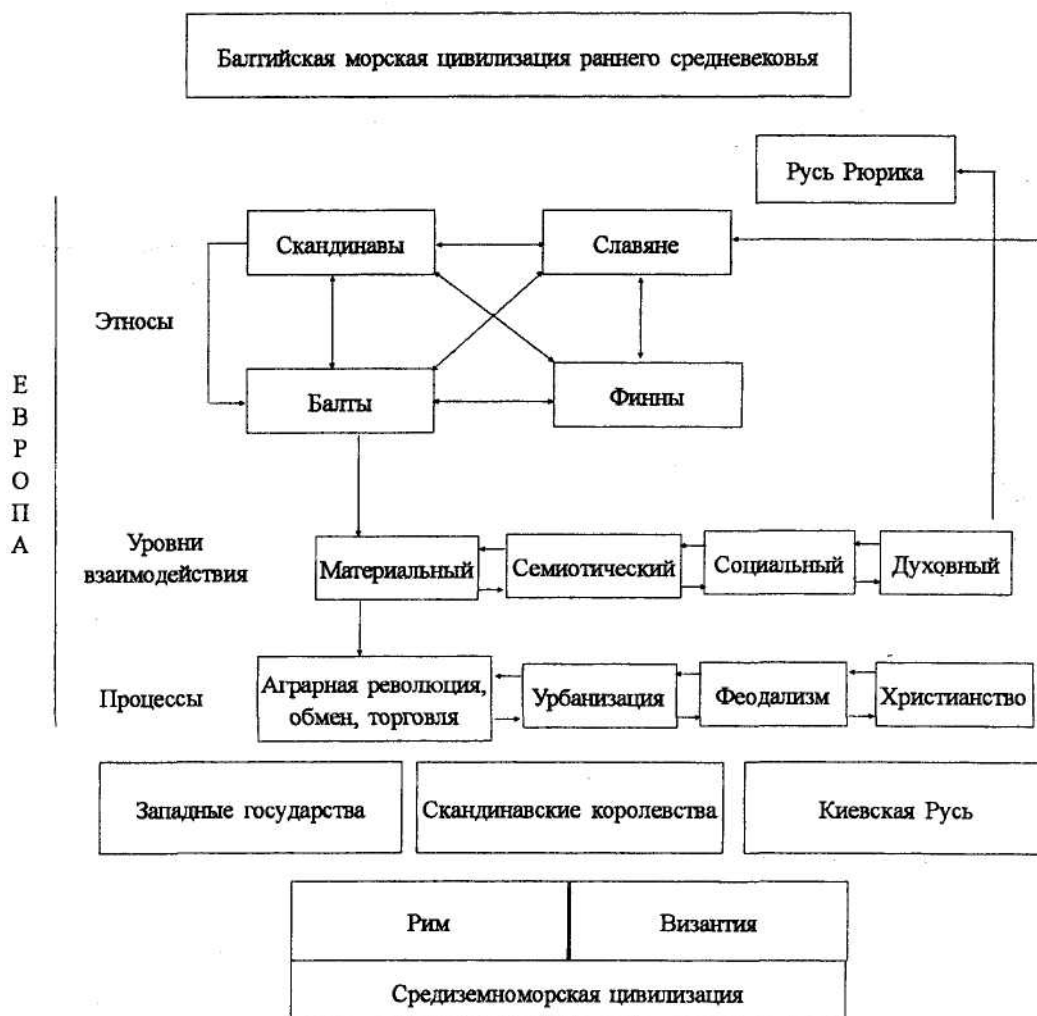 Балтийская морская цивилизация раннего средневековья
Русь Рюрика
Скандинавы
Славяне
Этносы
Балты
Финны
Е
В
Р
О
П
А
Уровни
взаимодействия
Материальный
Семиотический
Социальный
Духовный
Процессы
Аграрная революция,
обмен, торговля
Урбанизация
Феодализм
Христианство
Западные государства
Скандинавские королевства
Киевская Русь
Рим
Византия
Средиземноморская цивилизация